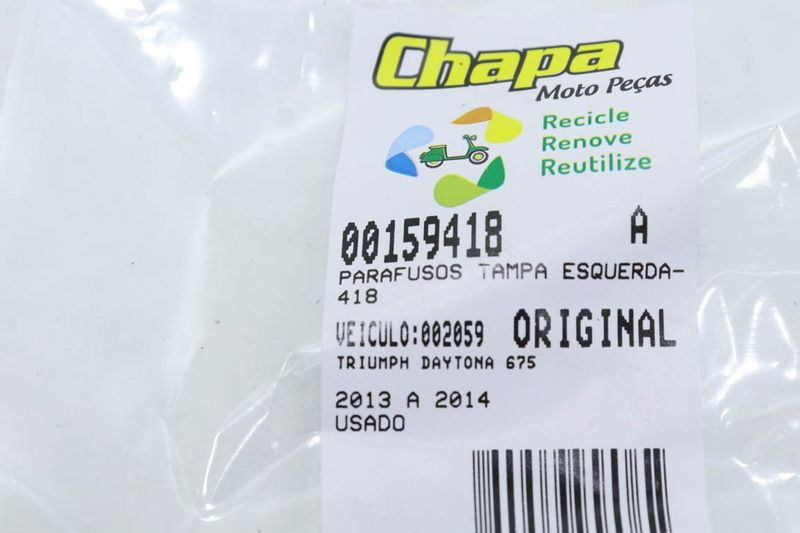 Chapa
Moto Peças
Recicle
Renove
Reutilize
00159418 A
PARAFUSOS TAMPA ESQUERDA-
418
VEICULO:002059 ORIGINAL
TRIUMPH DAYTONA 675
2013 A 2014
USADO